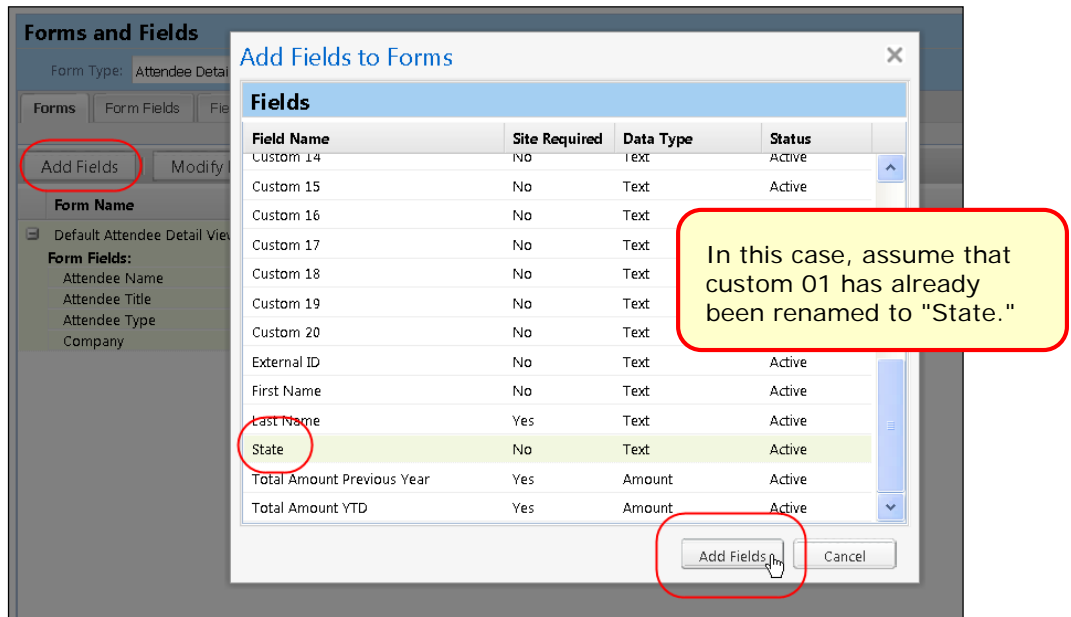 Forms and Fields
Form Type: Attendee Detai
Forms Form Fields Fie
Add Fields Modify
Form Name
Default Attendee Detail View
Form Fields:
Attendee Name
Attendee Title
Attendee Type
Company
Add Fields to Forms
Fields
Field Name Site Required Data Type Status
Custom 14 No Text Active
Custom 15 No Text Active
Custom 16 No Text
Custom 17 No Text
Custom 18 No Text
Custom 19 No Text
Custom 20 No Text
External ID No Text Active
First Name No Text Active
Last Name Yes Text Active
State No Text Active
Total Amount Previous Year Yes Amount Active
Total Amount YTD Yes Amount Active
Add Fields Cancel
In this case, assume that
custom 01 has already
been renamed to "State."